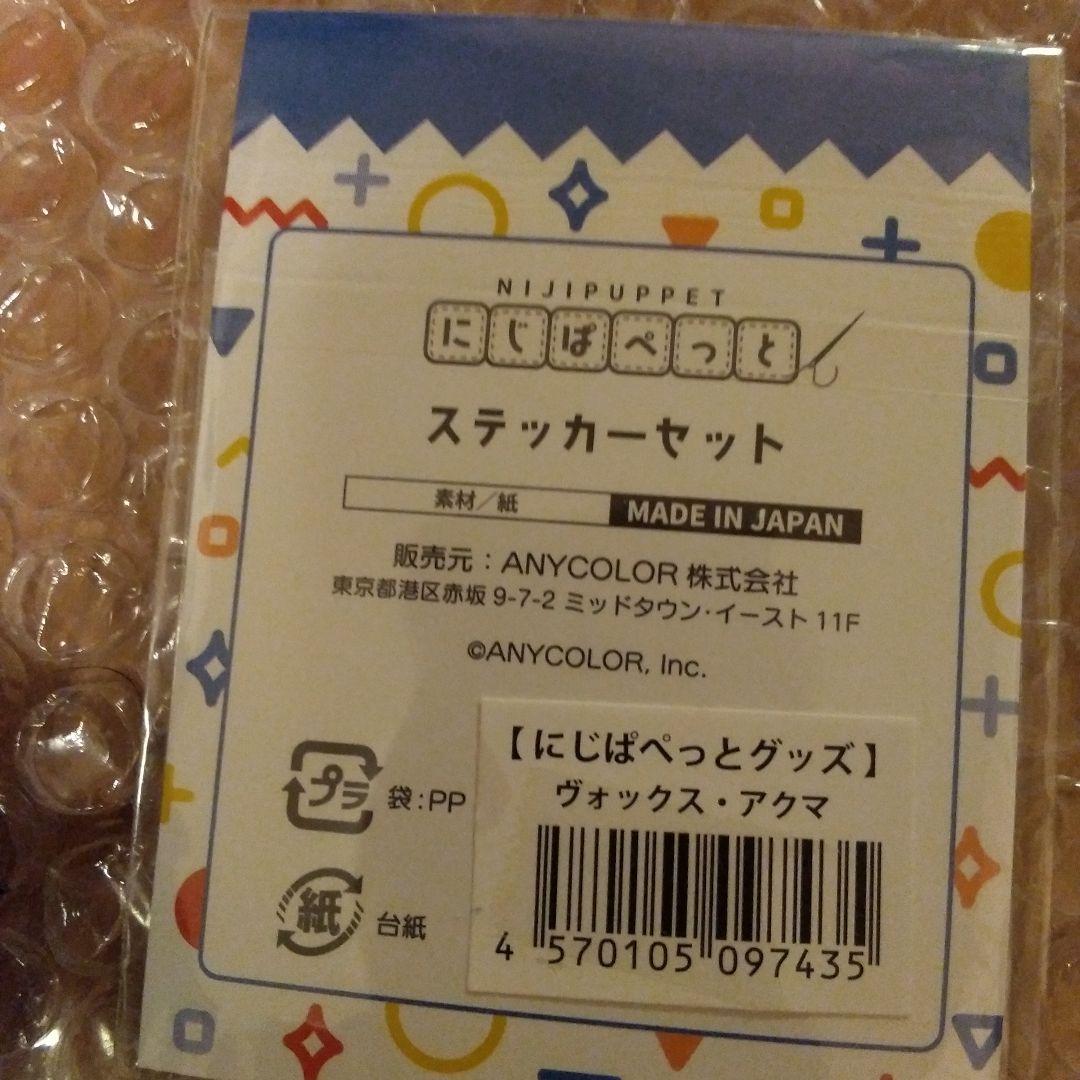 NIJIPUPPET
にじぱぺっと
ステッカーセット
素材/紙
MADE IN JAPAN
販売元:ANYCOLOR 株式会社
東京都港区赤坂 9-7-2 ミッドタウン・イースト 11F
©ANYCOLOR, Inc.
プラ
袋:PP
紙
台紙
【にじぱぺっとグッズ】
ヴォックス・アクマ
4 570105 097435